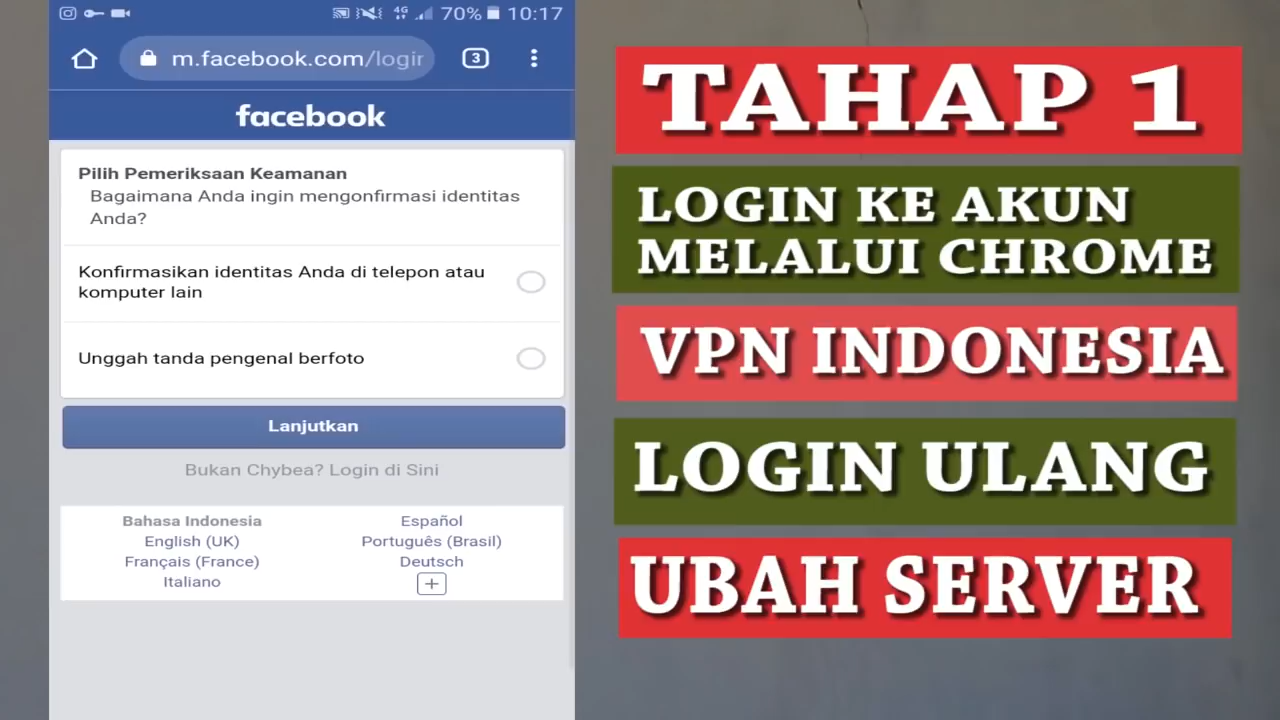 4G 70% 10:17
m.facebook.com/login
3
facebook
Pilih Pemeriksaan Keamanan
Bagaimana Anda ingin mengonfirmasi identitas
Anda?
Konfirmasikan identitas Anda di telepon atau
komputer lain
Unggah tanda pengenal berfoto
Lanjutkan
Bukan Chybea? Login di Sini
Bahasa Indonesia
Español
English (UK)
Português (Brasil)
Français (France)
Deutsch
Italiano
TAHAP 1
LOGIN KE AKUN
MELALUI CHROME
VPN INDONESIA
LOGIN ULANG
UBAH SERVER